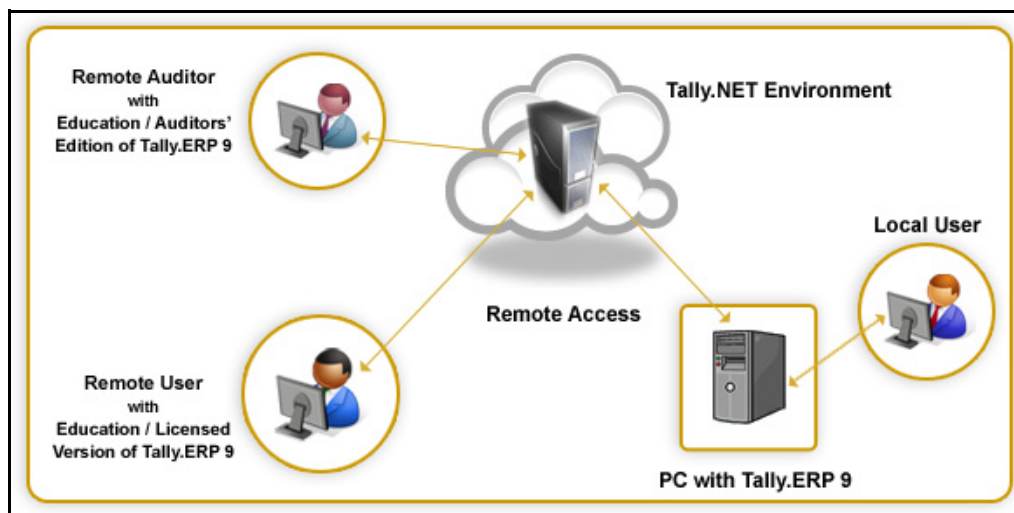 Remote Auditor
with
Education / Auditors'
Edition of Tally.ERP 9
Tally.NET Environment
Local User
Remote Access
Remote User
with
Education / Licensed
Version of Tally.ERP 9
PC with Tally.ERP 9